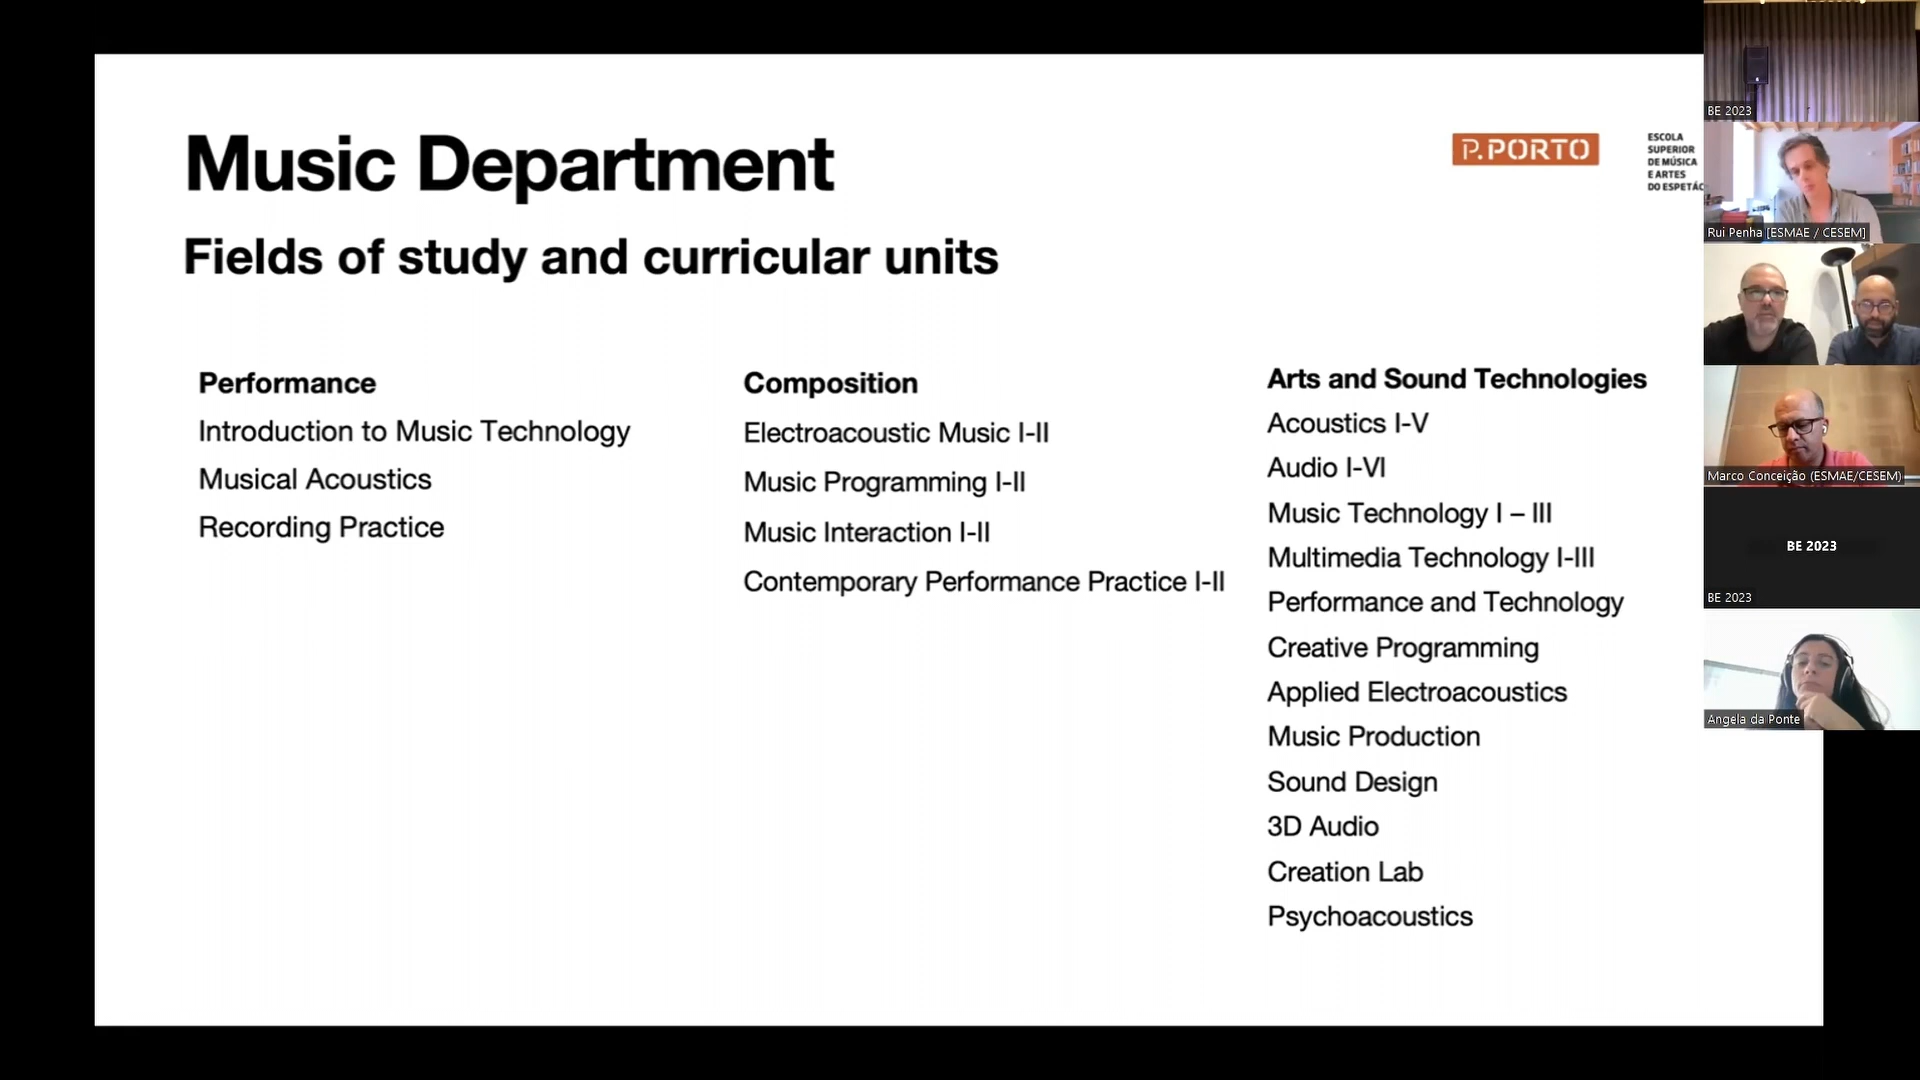 Music Department
Fields of study and curricular units
P.PORTO
ESCOLA
SUPERIOR
DE MÚSICA
E ARTES
DO ESPETÁC
Performance
Introduction to Music Technology
Musical Acoustics
Recording Practice
Composition
Electroacoustic Music I-II
Music Programming I-II
Music Interaction I-II
Contemporary Performance Practice I-II
Arts and Sound Technologies
Acoustics I-V
Audio I-VI
Music Technology I – III
Multimedia Technology I-III
Performance and Technology
Creative Programming
Applied Electroacoustics
Music Production
Sound Design
3D Audio
Creation Lab
Psychoacoustics
BE 2023
Rui Penha [ESMAE / CESEM]
Marco Conceição (ESMAE/CESEM)
BE 2023
BE 2023
Angela da Ponte